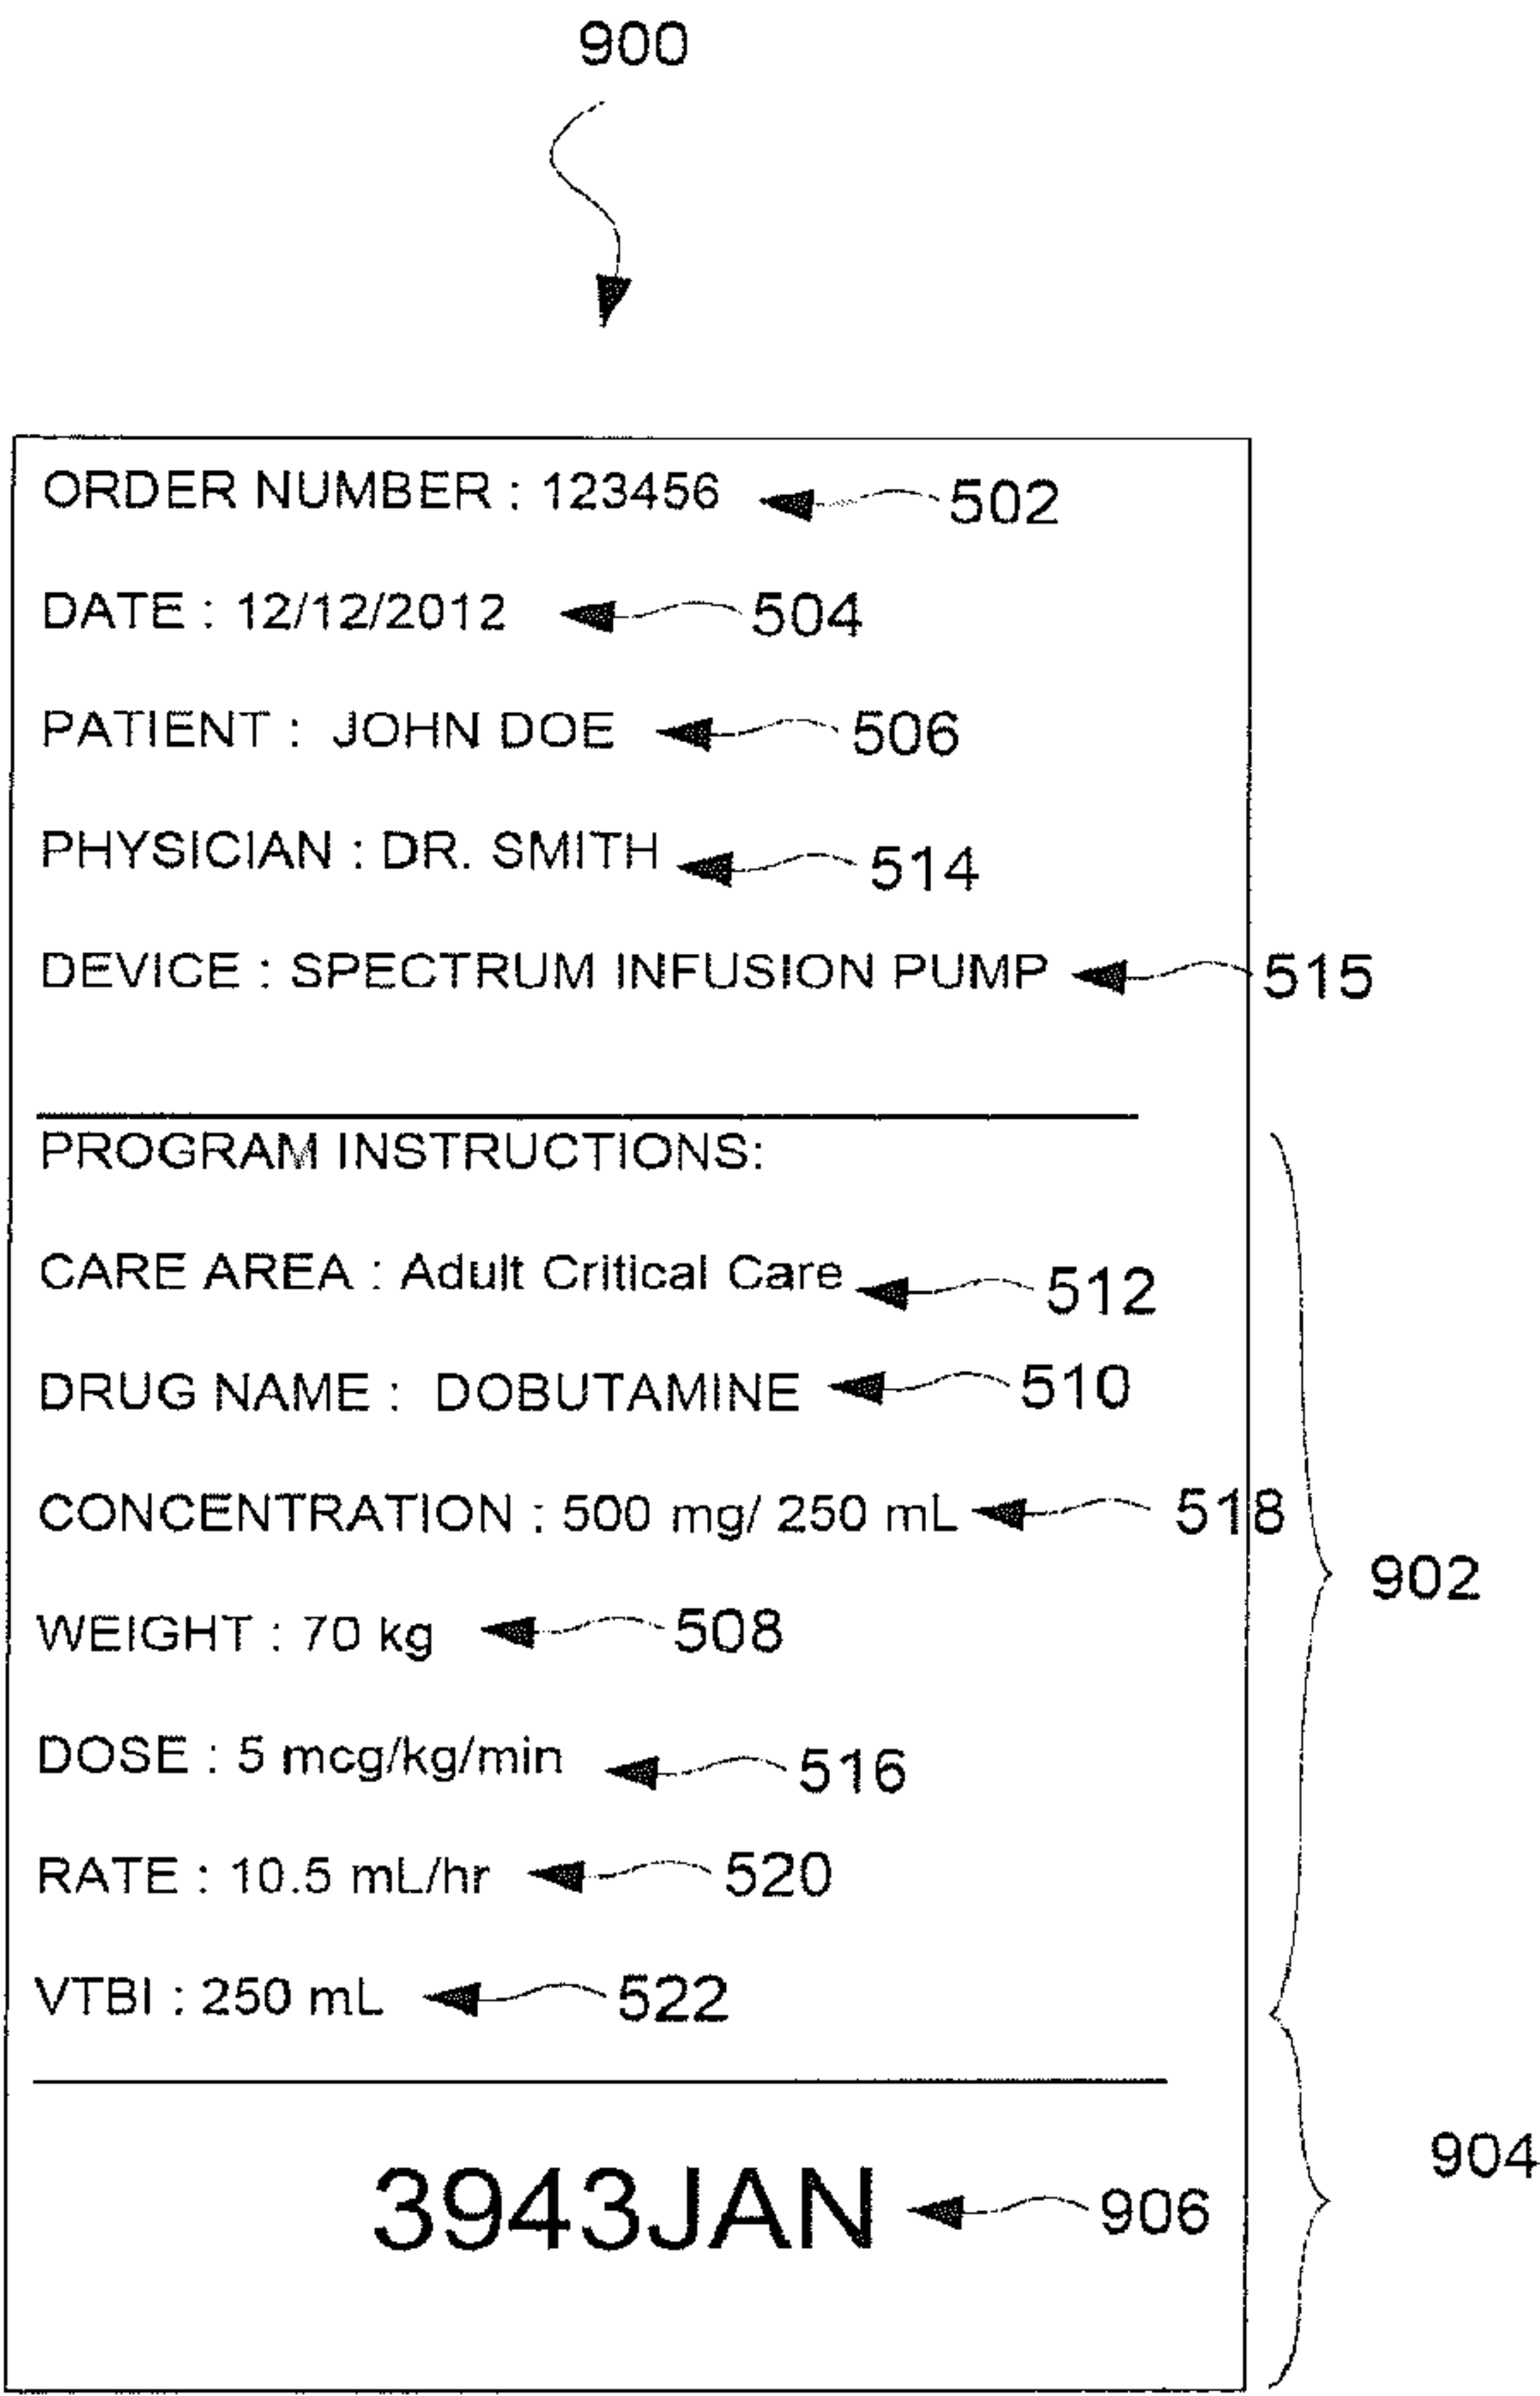 900
ORDER NUMBER : 123456 502
DATE : 12/12/2012 504
PATIENT : JOHN DOE 506
PHYSICIAN : DR. SMITH 514
DEVICE : SPECTRUM INFUSION PUMP 515
PROGRAM INSTRUCTIONS:
CARE AREA : Adult Critical Care 512
DRUG NAME : DOBUTAMINE 510
CONCENTRATION : 500 mg/ 250 mL 518
902
WEIGHT : 70 kg 508
DOSE : 5 mcg/kg/min 516
RATE : 10.5 mL/hr 520
VTBI : 250 mL 522
904
3943JAN 906